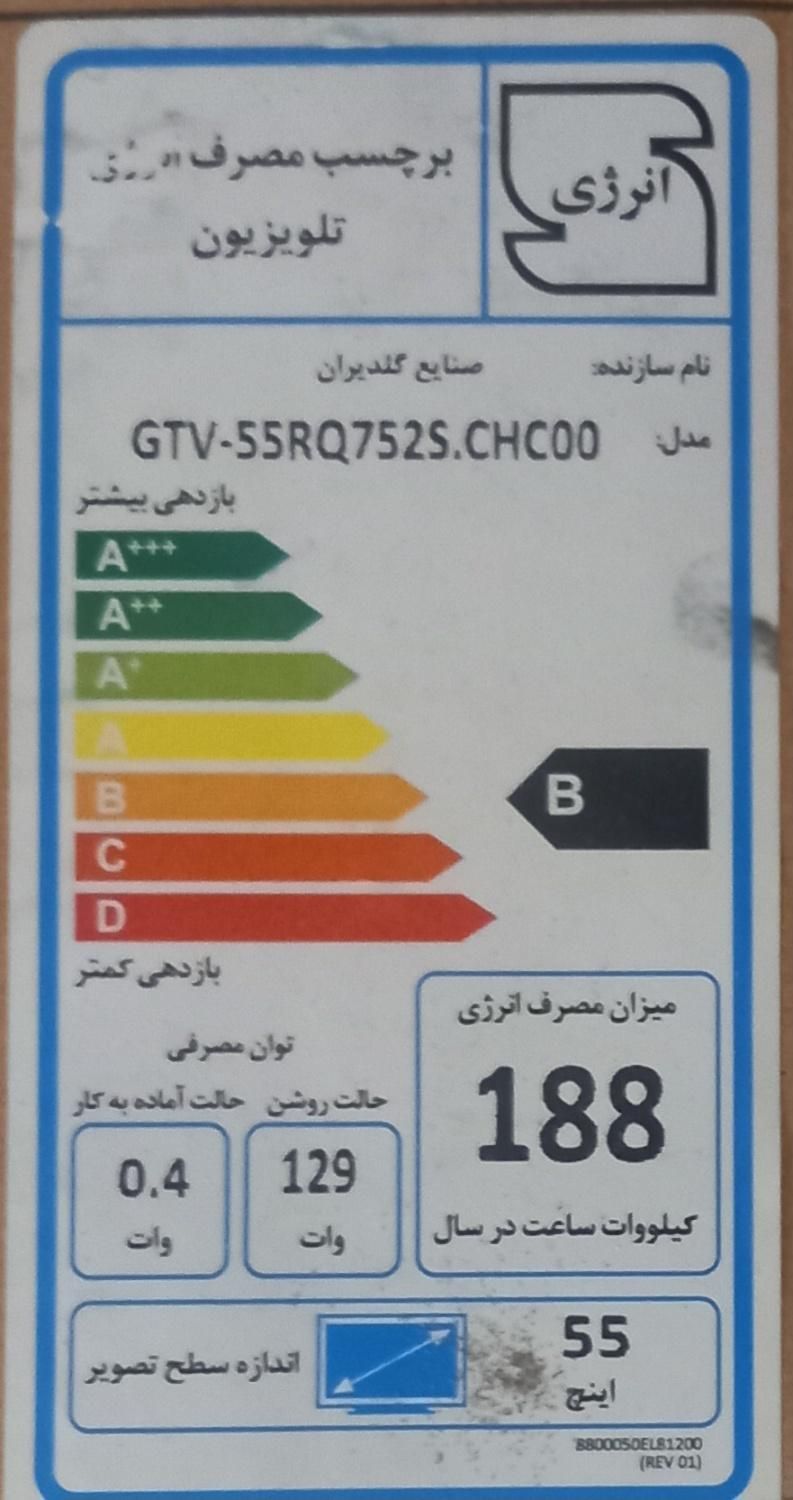 انرژی
برچسب مصرف
تلویزیون
نام سازنده: صنایع گلدیران
مدل: GTV-55RQ752S.CHC00
بازدهی بیشتر
A+++
A++
A+
A
B
B
C
D
بازدهی کمتر
میزان مصرف انرژی
188
کیلووات ساعت در سال
توان مصرفی
حالت روشن
129
وات
حالت آماده به کار
0.4
وات
55
اینچ
اندازه سطح تصویر
8800050EL81200
(REV 01)